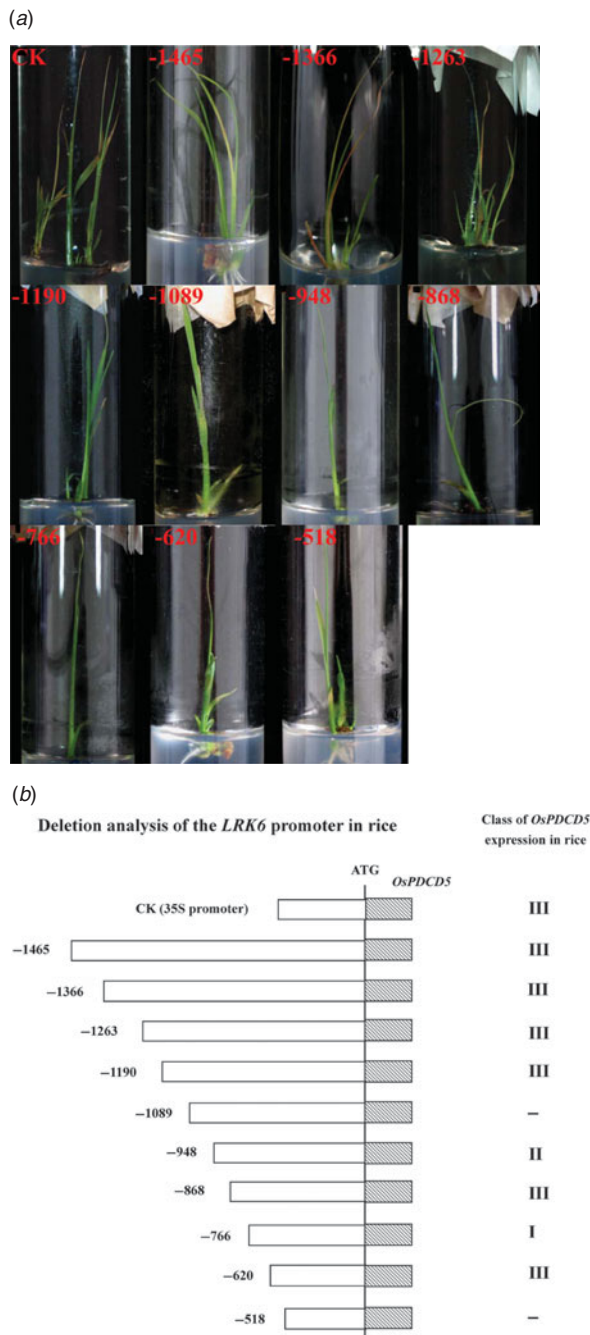 (a)
CK -1465 -1366 -1263
-1190 -1089 -948 -868
-766 -620 -518
(b)
Deletion analysis of the LRK6 promoter in rice
Class of OsPDCD5
expression in rice
ATG
OsPDCD5
CK (35S promoter) III
−1465 III
−1366 III
−1263 III
−1190 III
−1089 –
−948 II
−868 III
−766 I
−620 III
−518 –